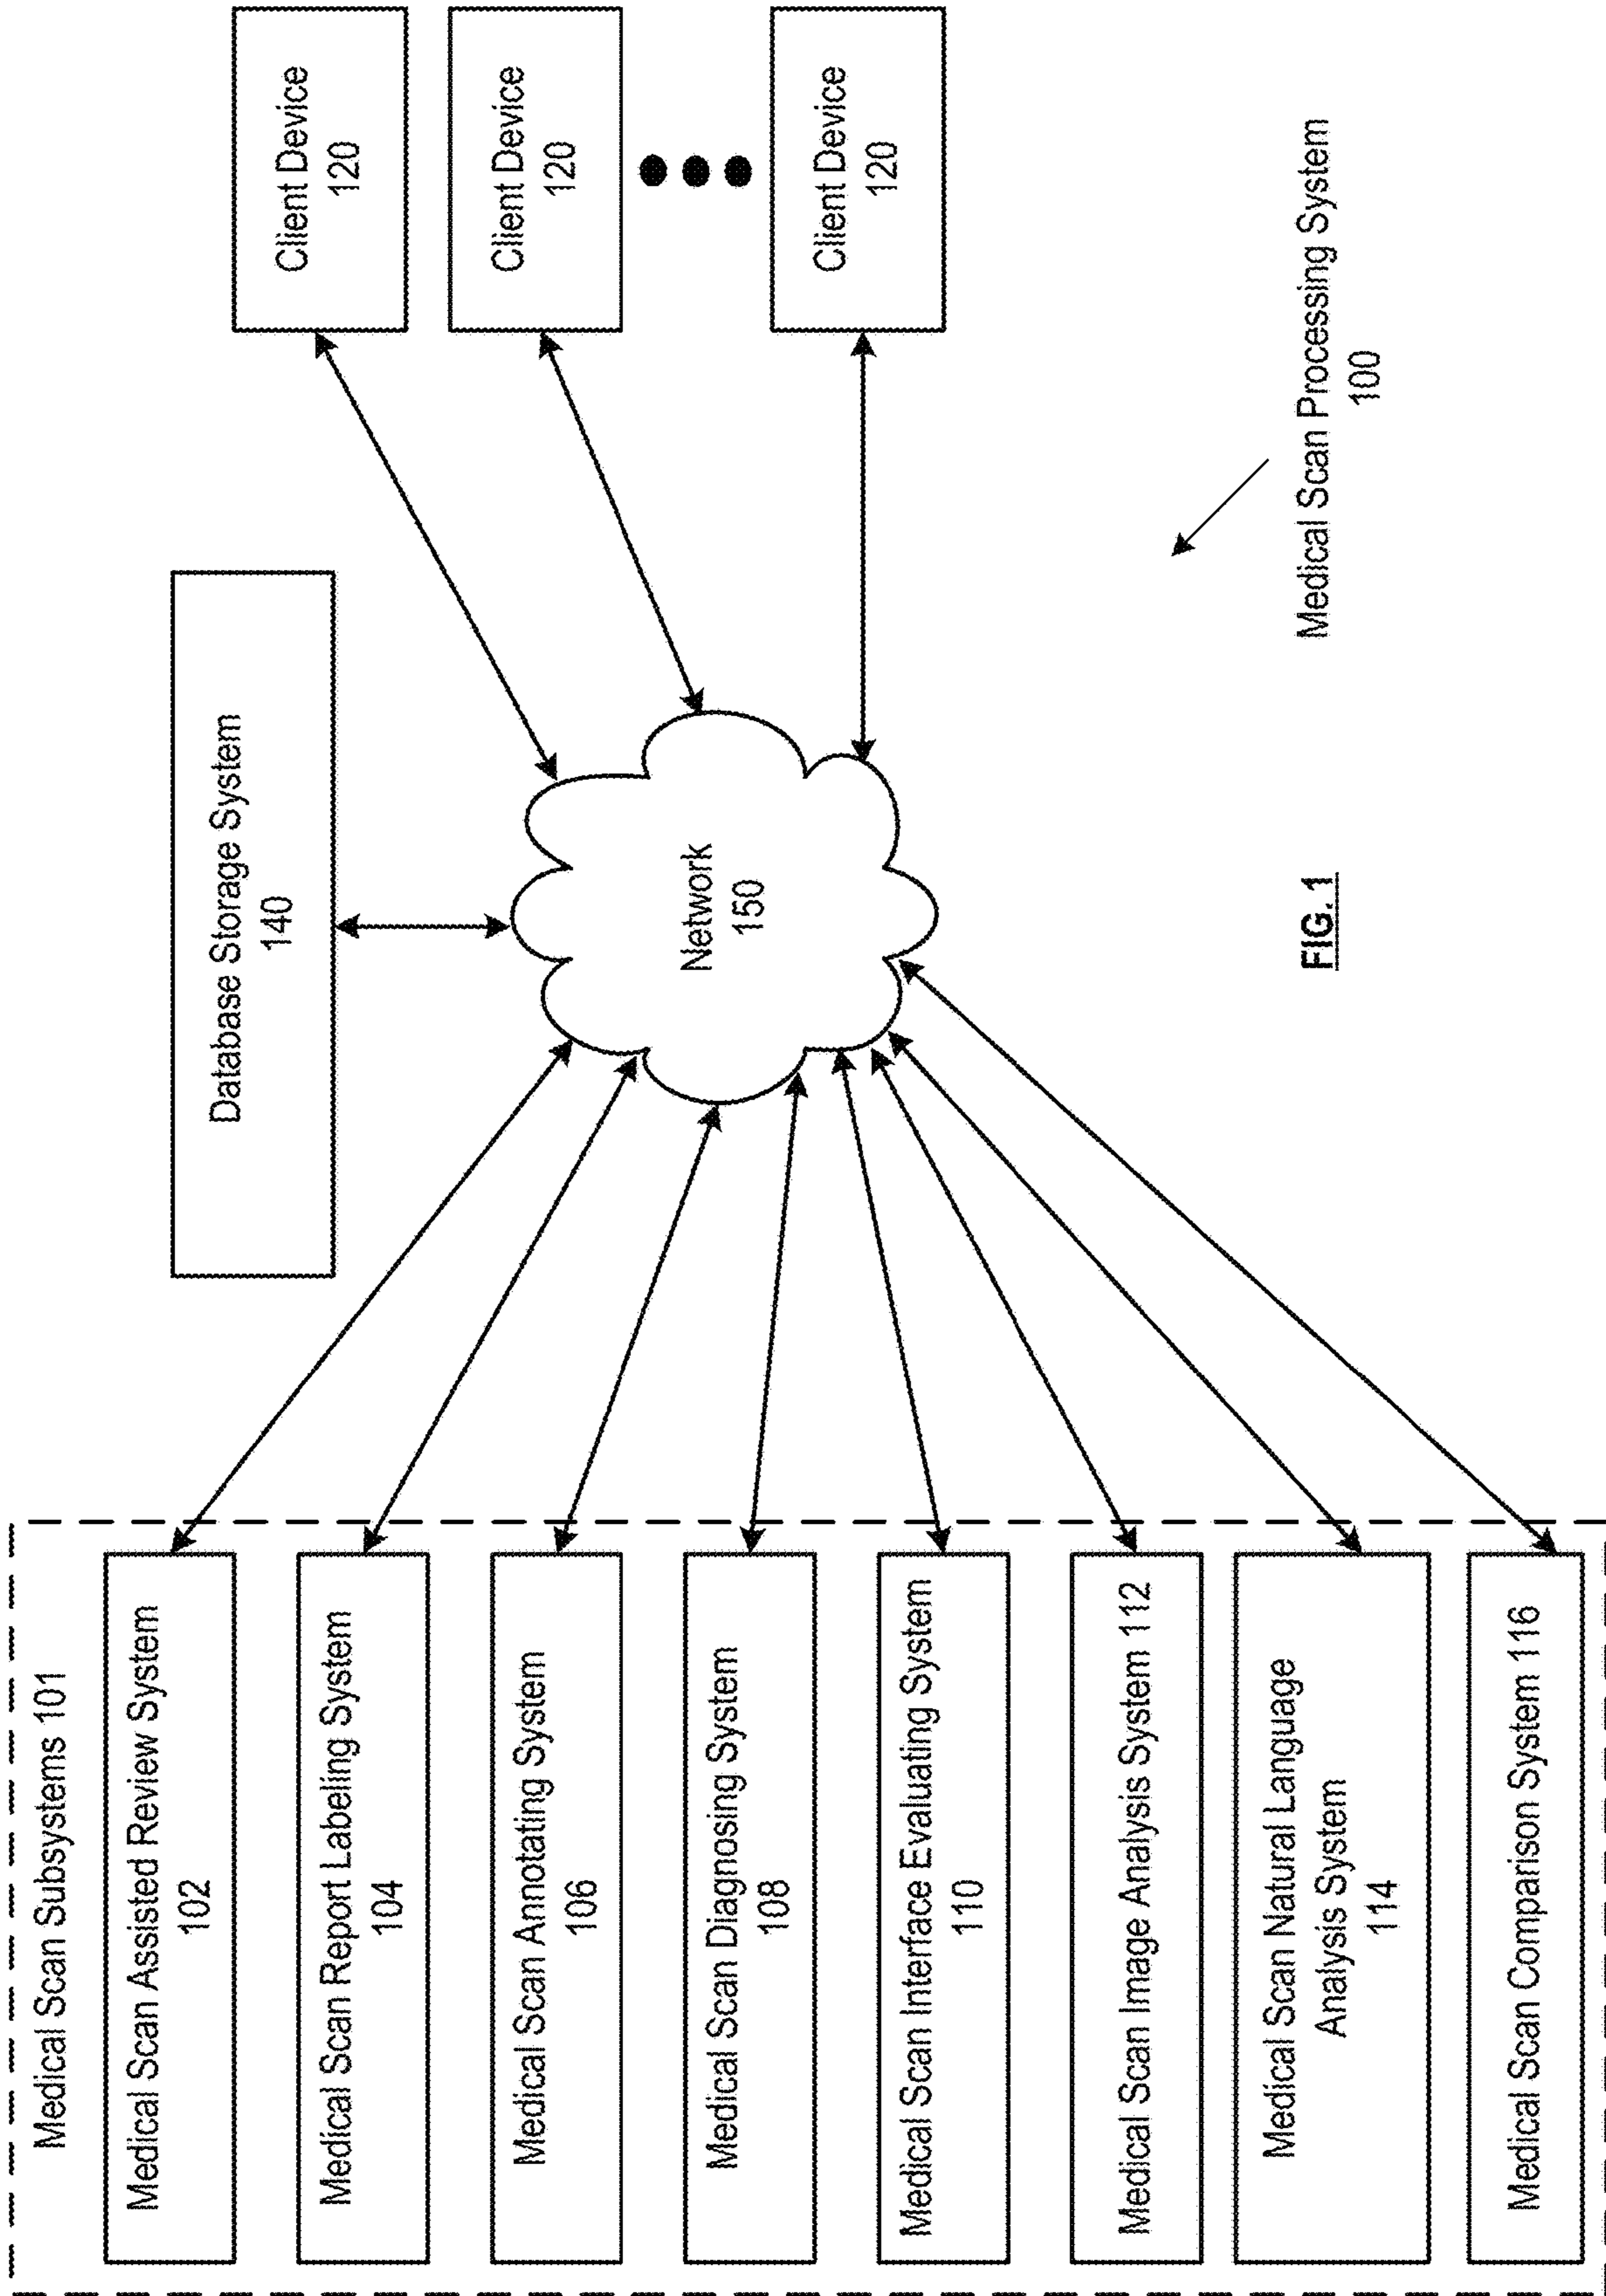 Medical Scan Subsystems 101
Medical Scan Assisted Review System
102
Medical Scan Report Labeling System
104
Medical Scan Annotating System
106
Medical Scan Diagnosing System
108
Medical Scan Interface Evaluating System
110
Medical Scan Image Analysis System 112
Medical Scan Natural Language
Analysis System
114
Medical Scan Comparison System 116
Database Storage System
140
Network
150
Client Device
120
Client Device
120
Client Device
120
Medical Scan Processing System
100
FIG. 1